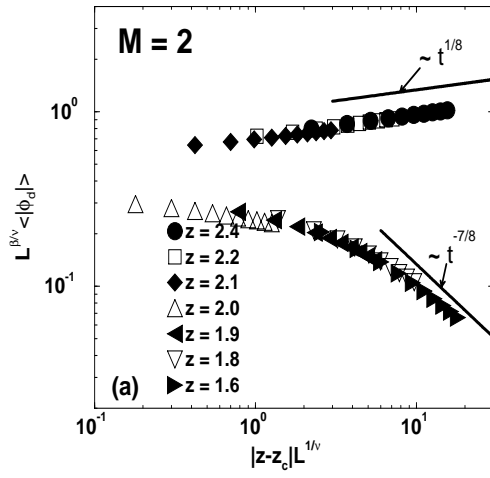 M = 2
~ t^{1/8}
10^0
L^{β/ν}<|ϕ_d|>
z = 2.4
z = 2.2
z = 2.1
z = 2.0
z = 1.9
z = 1.8
z = 1.6
~ t^{-7/8}
10^{-1}
(a)
10^{-1}
10^0
10^1
|z-z_c|L^{1/ν}